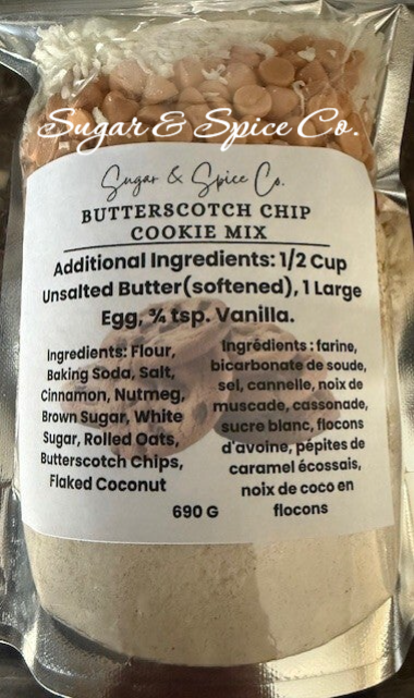 Sugar & Spice Co.
Sugar & Spice Co.
BUTTERSCOTCH CHIP
COOKIE MIX
Additional Ingredients: 1/2 Cup
Unsalted Butter(softened), 1 Large
Egg, ¾ tsp. Vanilla.
Ingredients: Flour,
Baking Soda, Salt,
Cinnamon, Nutmeg,
Brown Sugar, White
Sugar, Rolled Oats,
Butterscotch Chips,
Flaked Coconut
Ingrédients : farine,
bicarbonate de soude,
sel, cannelle, noix de
muscade, cassonade,
sucre blanc, flocons
d'avoine, pépites de
caramel écossais,
noix de coco en
flocons
690 G